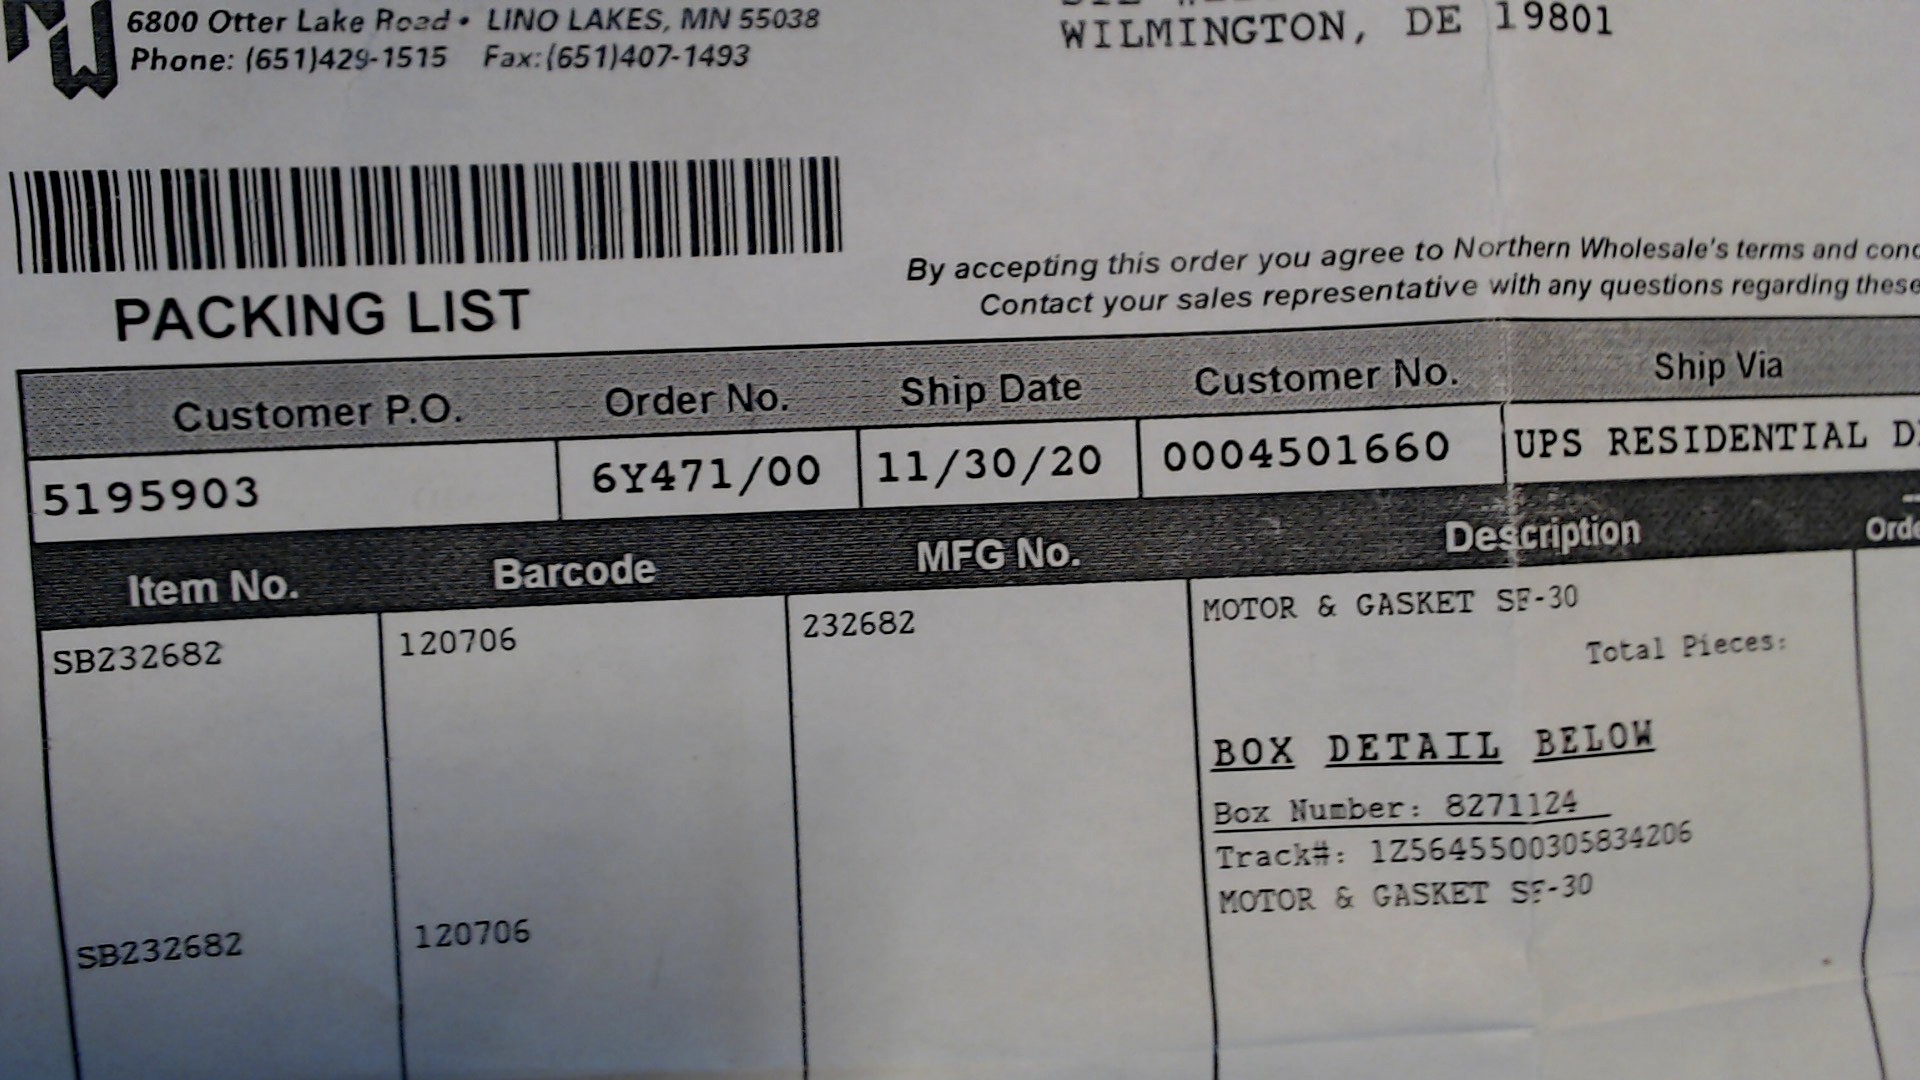 6800 Otter Lake Road • LINO LAKES, MN 55038
Phone: (651)429-1515 Fax:(651)407-1493
WILMINGTON, DE 19801
PACKING LIST
By accepting this order you agree to Northern Wholesale's terms and
Contact your sales representative with any questions regarding these
Customer P.O. Order No. Ship Date Customer No. Ship Via
5195903 6Y471/00 11/30/20 0004501660 UPS RESIDENTIAL
Item No. Barcode MFG No. Description
SB232682 120706 232682 MOTOR & GASKET SF-30
Total Pieces:
BOX DETAIL BELOW
Box Number: 8271124
Track#: 1Z5645500305834206
SB232682 120706 MOTOR & GASKET SF-30